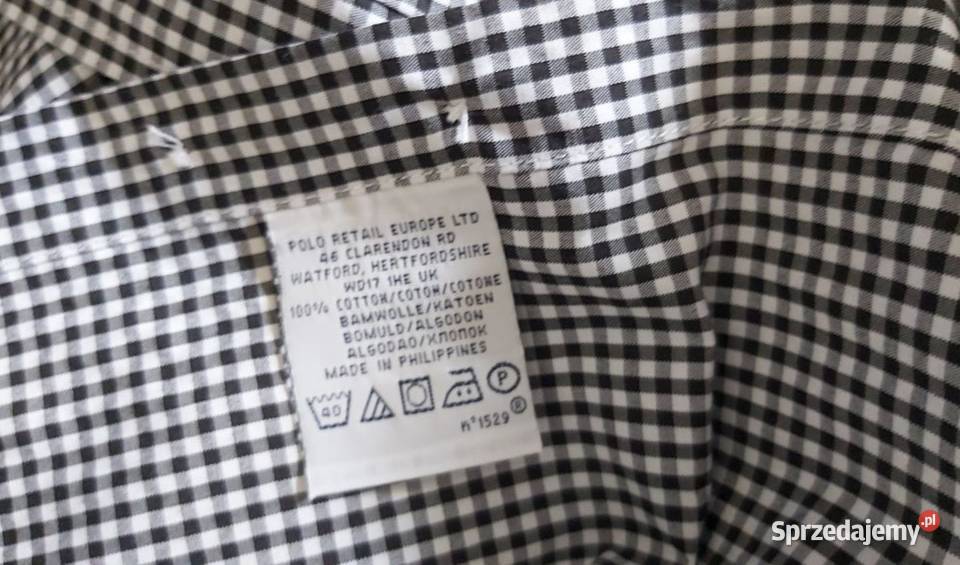 POLO RETAIL EUROPE LTD
46 CLARENDON RD
WATFORD, HERTFORDSHIRE
WD17 1HE UK
100% COTTON/COTON/COTONE
BAMWOLLE/KATOEN
BOMULD/ALGODON
ALGODAO/ХЛОПОК
MADE IN PHILIPPINES
40 P
n°1529®
Sprzedajemy.pl